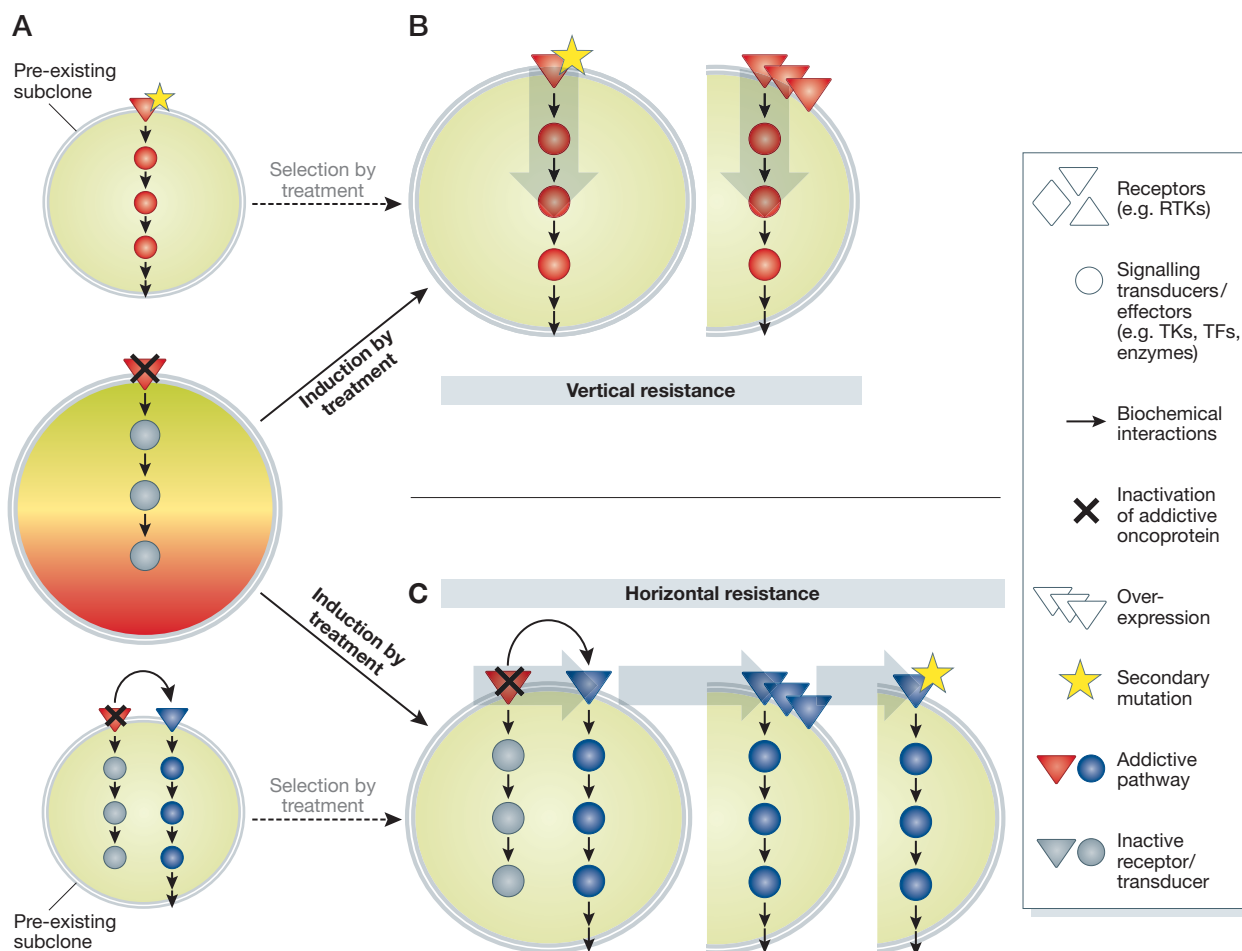 A
Pre-existing
subclone
Selection by
treatment
Induction by
treatment
Induction by
treatment
Selection by
treatment
Pre-existing
subclone
B
Vertical resistance
C
Horizontal resistance
Receptors
(e.g. RTKs)
Signalling
transducers/
effectors
(e.g. TKs, TFs,
enzymes)
Biochemical
interactions
Inactivation
of addictive
oncoprotein
Over-
expression
Secondary
mutation
Addictive
pathway
Inactive
receptor/
transducer